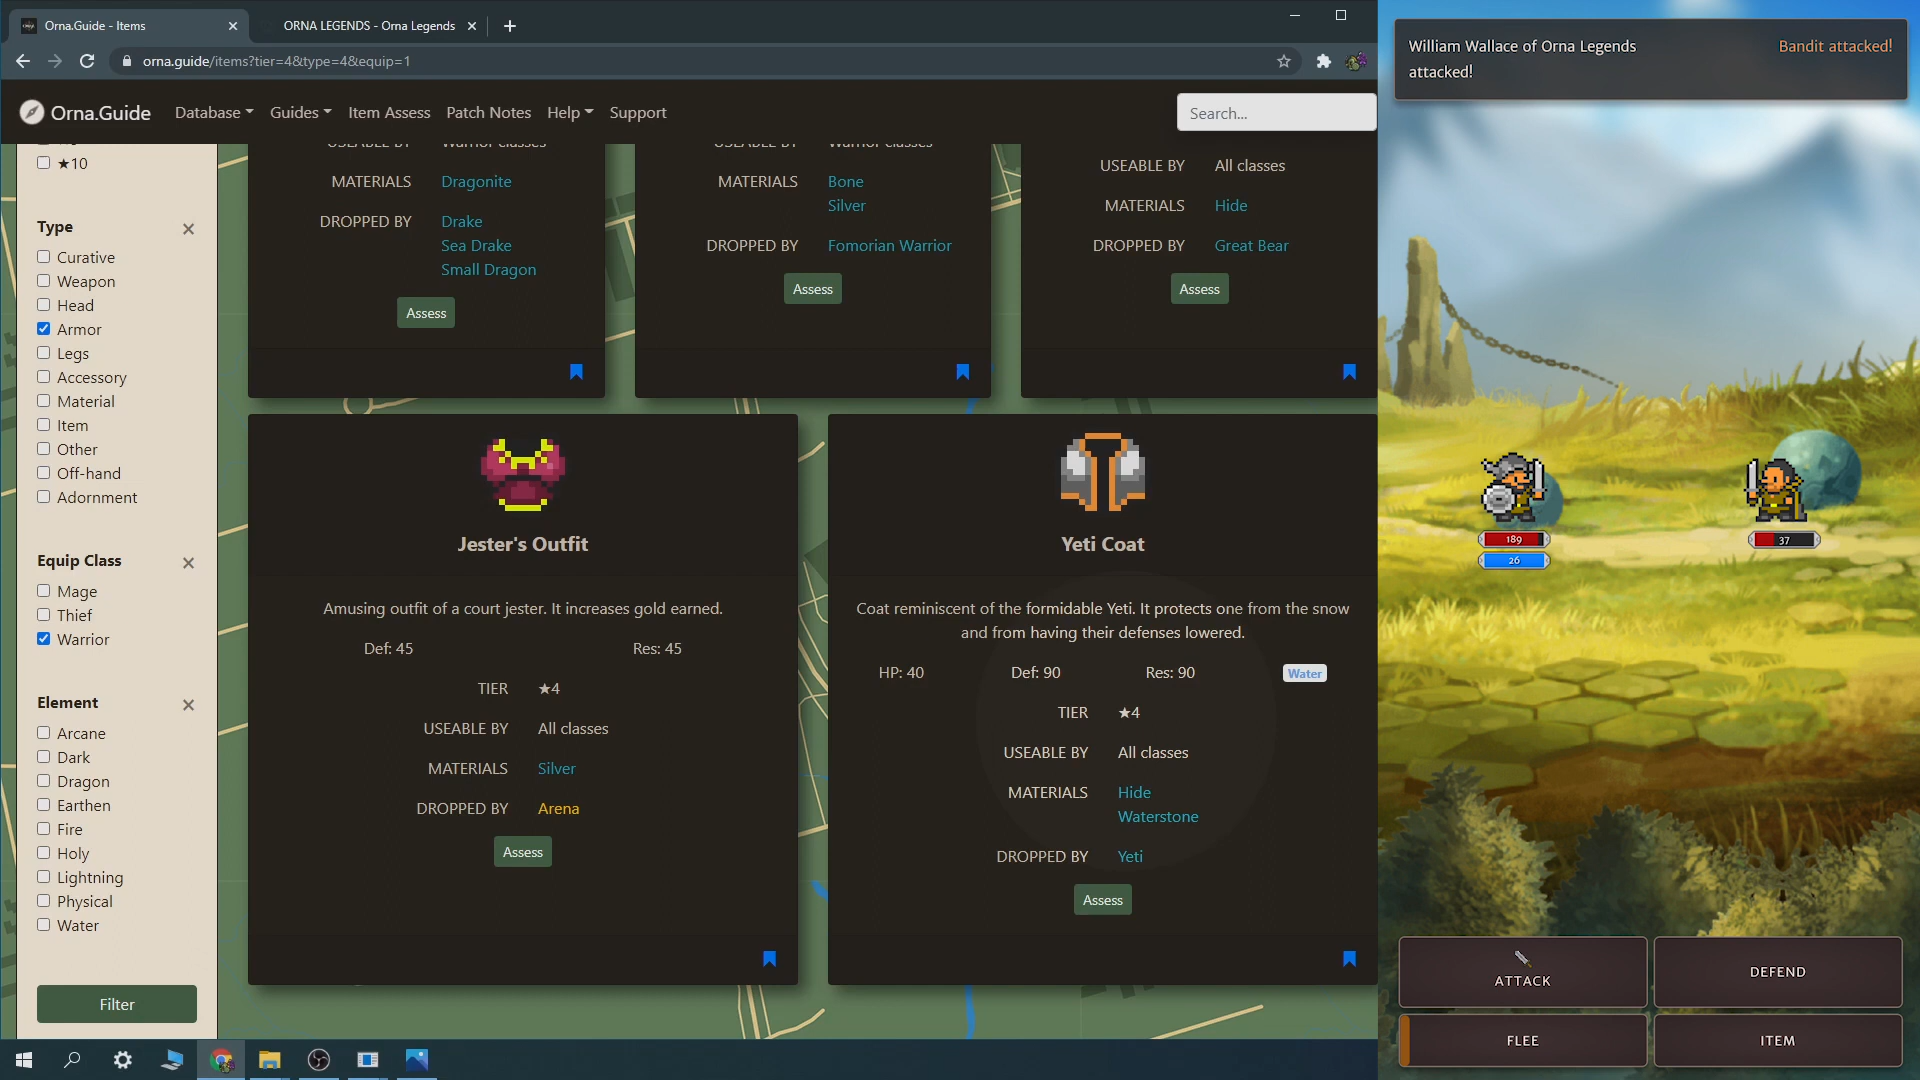 Orna.Guide - Items
ORNA LEGENDS - Orna Legends
orna.guide/items?tier=4&type=4&equip=1
Orna.Guide
Database
Guides
Item Assess
Patch Notes
Help
Support
Search...
★10
Type
Curative
Weapon
Head
Armor
Legs
Accessory
Material
Item
Other
Off-hand
Adornment
Equip Class
Mage
Thief
Warrior
Element
Arcane
Dark
Dragon
Earthen
Fire
Holy
Lightning
Physical
Water
Filter
USEABLE BY Warrior classes
MATERIALS Dragonite
DROPPED BY Drake
Sea Drake
Small Dragon
Assess
USEABLE BY Warrior classes
MATERIALS Bone
Silver
DROPPED BY Fomorian Warrior
Assess
USEABLE BY All classes
MATERIALS Hide
DROPPED BY Great Bear
Assess
Jester's Outfit
Amusing outfit of a court jester. It increases gold earned.
Def: 45 Res: 45
TIER ★4
USEABLE BY All classes
MATERIALS Silver
DROPPED BY Arena
Assess
Yeti Coat
Coat reminiscent of the formidable Yeti. It protects one from the snow
and from having their defenses lowered.
HP: 40 Def: 90 Res: 90 Water
TIER ★4
USEABLE BY All classes
MATERIALS Hide
Waterstone
DROPPED BY Yeti
Assess
William Wallace of Orna Legends
attacked!
Bandit attacked!
189
26
37
ATTACK
DEFEND
FLEE
ITEM